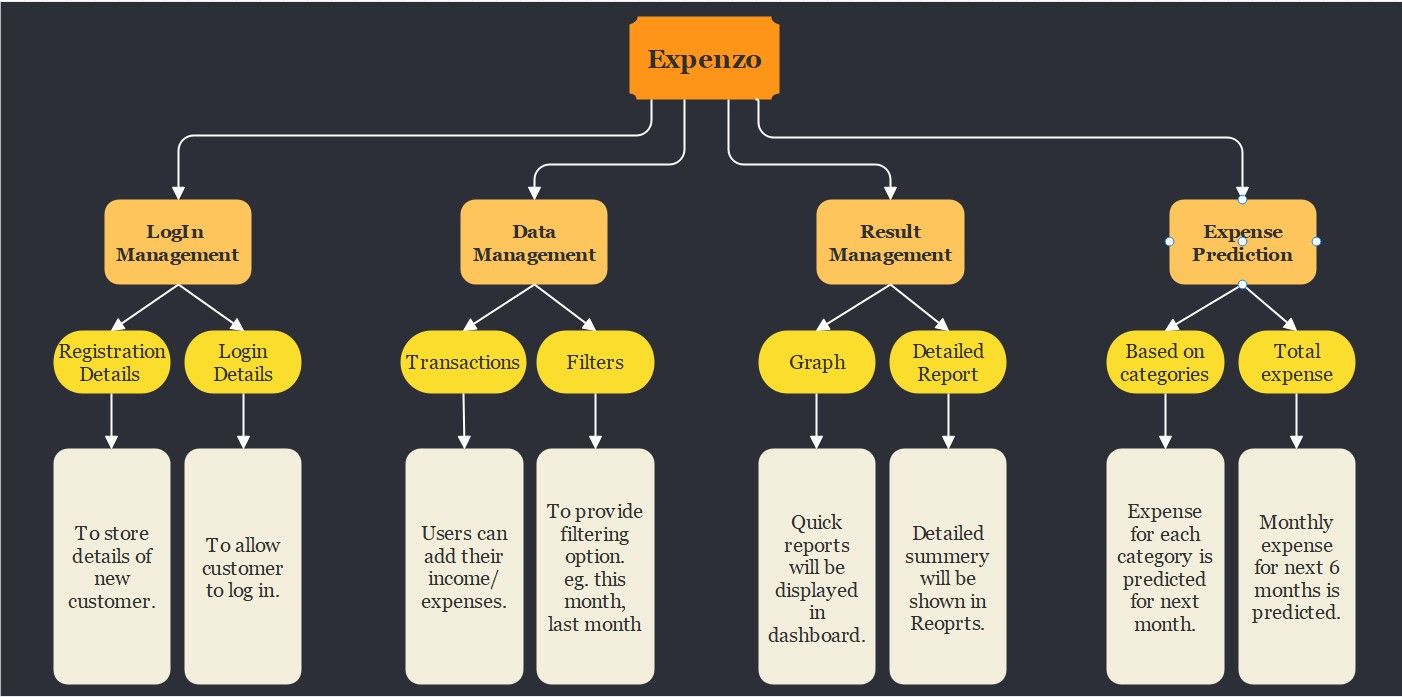 Expenzo
LogIn
Management
Data
Management
Result
Management
Expense
Prediction
Registration
Details
Login
Details
Transactions
Filters
Graph
Detailed
Report
Based on
categories
Total
expense
To store
details of
new
customer.
To allow
customer
to log in.
Users can
add their
income/
expenses.
To provide
filtering
option.
eg. this
month,
last month
Quick
reports
will be
displayed
in
dashboard.
Detailed
summery
will be
shown in
Reoprts.
Expense
for each
category is
predicted
for next
month.
Monthly
expense
for next 6
months is
predicted.